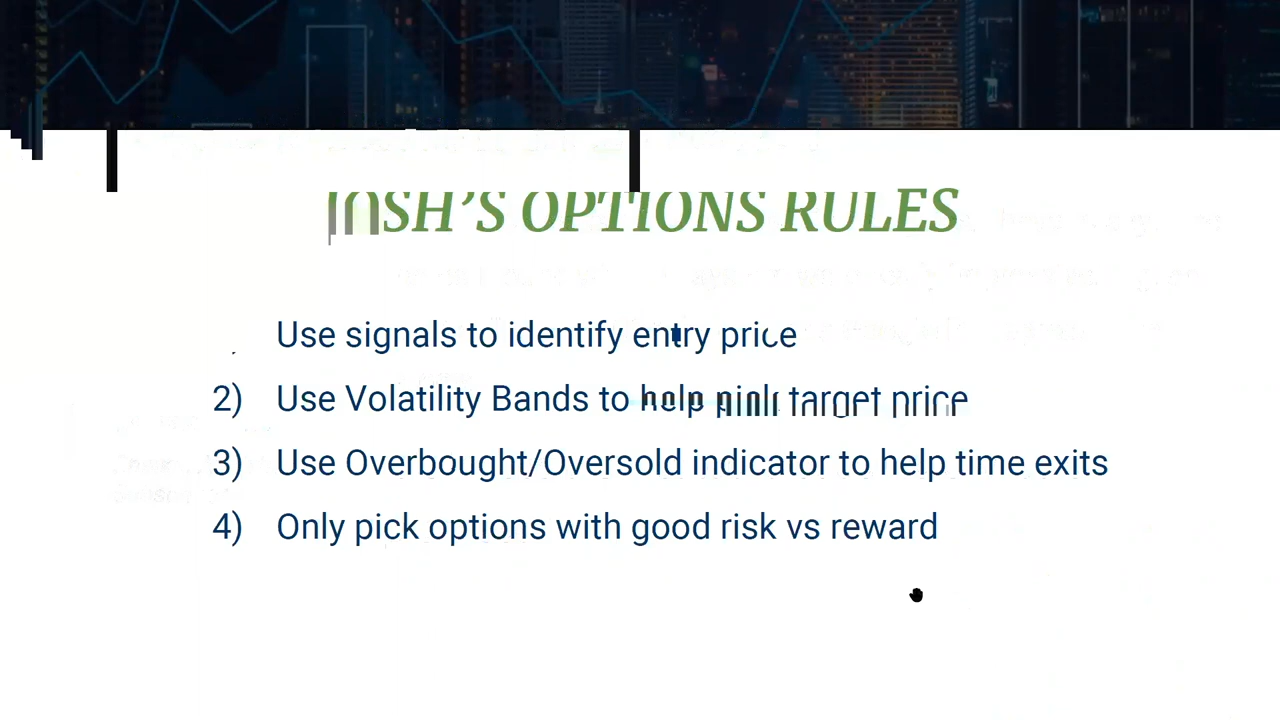 JOSH'S OPTIONS RULES
Use signals to identify entry price
2) Use Volatility Bands to help pick target price
3) Use Overbought/Oversold indicator to help time exits
4) Only pick options with good risk vs reward